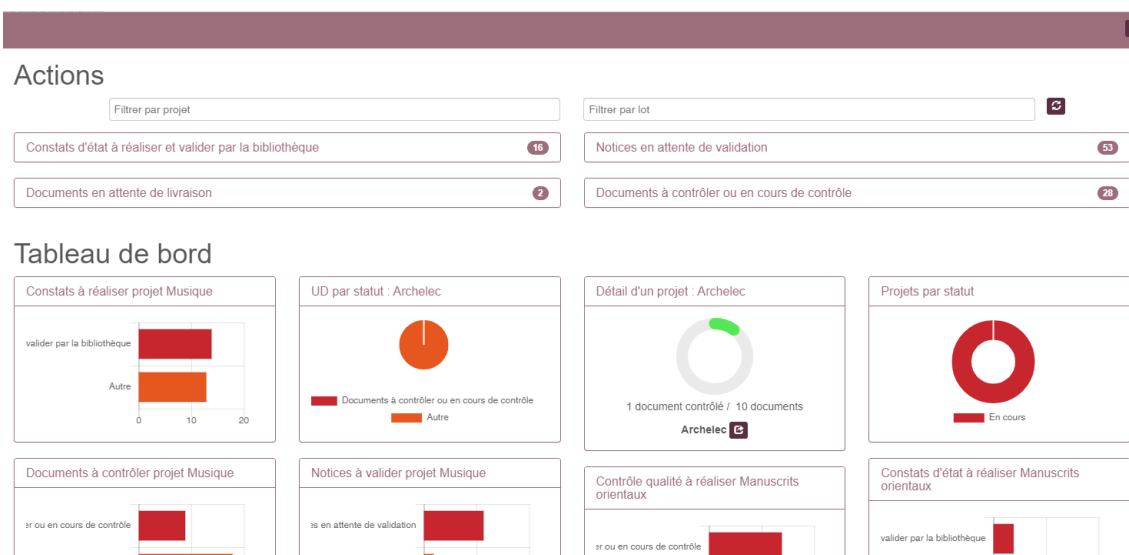 Actions
Filtrer par projet
Filtrer par lot
Constats d'état à réaliser et valider par la bibliothèque 16
Notices en attente de validation 53
Documents en attente de livraison 2
Documents à contrôler ou en cours de contrôle 28
Tableau de bord
Constats à réaliser projet Musique
valider par la bibliothèque
Autre
0 10 20
UD par statut : Archelec
Documents à contrôler ou en cours de contrôle
Autre
Détail d'un projet : Archelec
1 document contrôlé / 10 documents
Archelec
Projets par statut
En cours
Documents à contrôler projet Musique
er ou en cours de contrôle
Notices à valider projet Musique
es en attente de validation
Contrôle qualité à réaliser Manuscrits
orientaux
er ou en cours de contrôle
Constats d'état à réaliser Manuscrits
orientaux
valider par la bibliothèque